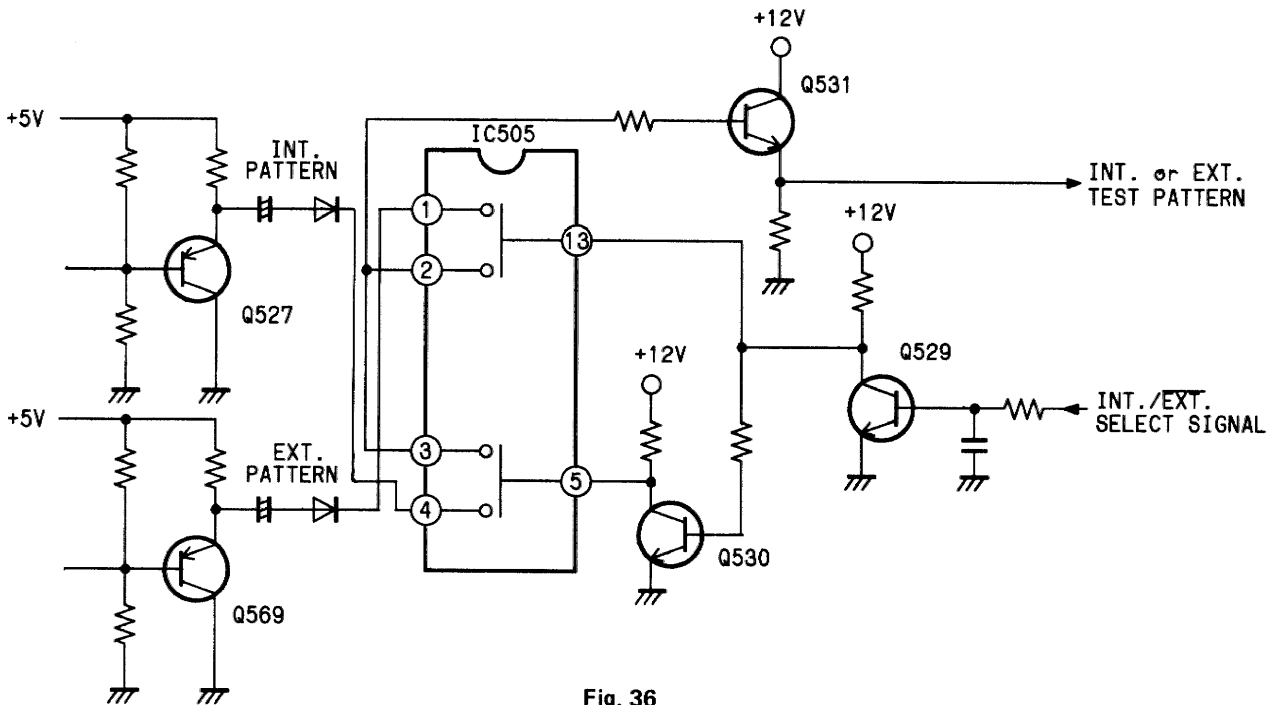 +12V
Q531
+5V
IC505
INT.
PATTERN
INT. or EXT.
TEST PATTERN
1
+12V
13
2
Q527
+12V
Q529
INT./EXT.
SELECT SIGNAL
+5V
EXT.
PATTERN
3
5
4
Q530
Q569
Fig. 36